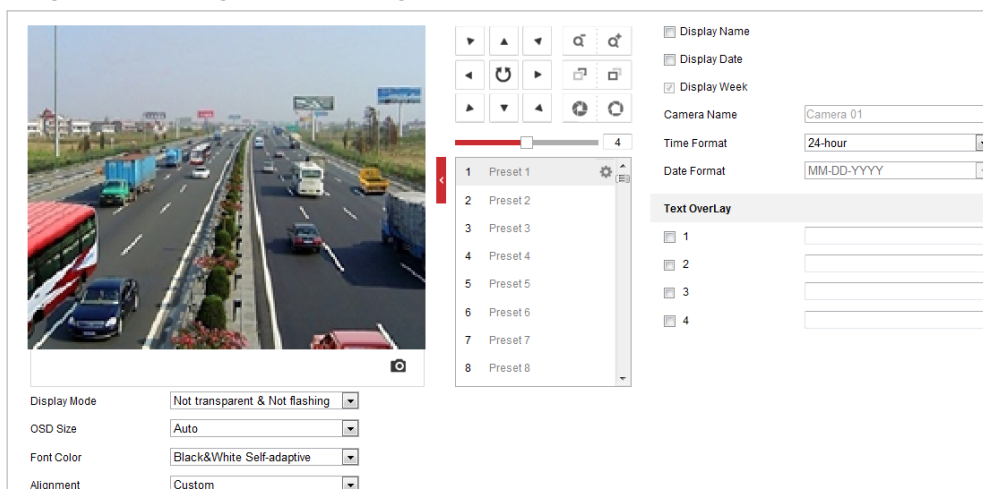 Display Name
Display Date
Display Week
Camera Name Camera 01
4 Time Format 24-hour
1 Preset 1 Date Format MM-DD-YYYY
2 Preset 2
3 Preset 3
4 Preset 4
5 Preset 5
6 Preset 6
7 Preset 7
8 Preset 8
Text OverLay
1
2
3
4
Display Mode Not transparent & Not flashing
OSD Size Auto
Font Color Black&White Self-adaptive
Alignment Custom